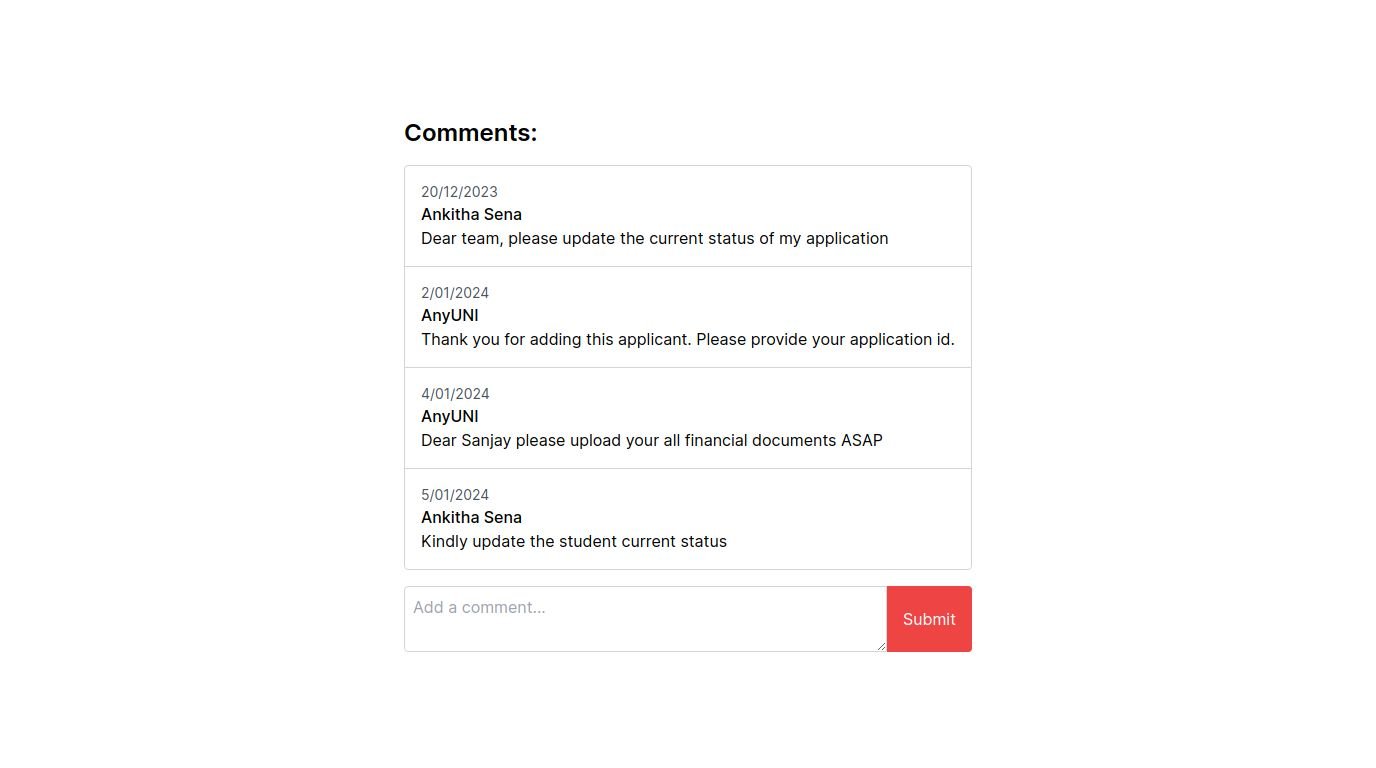 Comments:
20/12/2023
Ankitha Sena
Dear team, please update the current status of my application
2/01/2024
AnyUNI
Thank you for adding this applicant. Please provide your application id.
4/01/2024
AnyUNI
Dear Sanjay please upload your all financial documents ASAP
5/01/2024
Ankitha Sena
Kindly update the student current status
Add a comment...
Submit